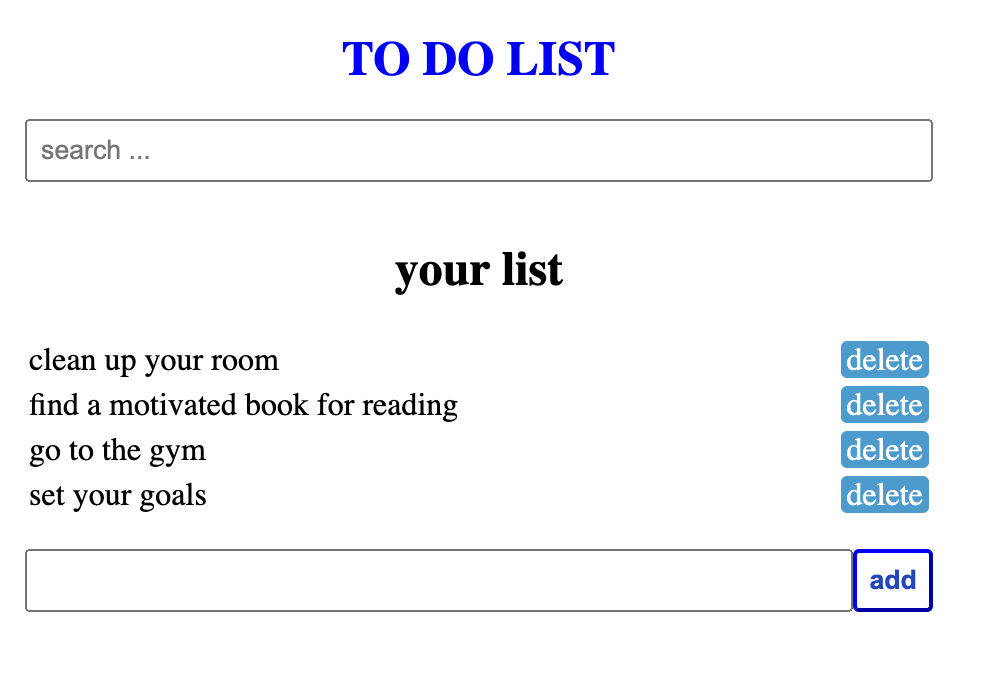 TO DO LIST
search ...
your list
clean up your room delete
find a motivated book for reading delete
go to the gym delete
set your goals delete
add